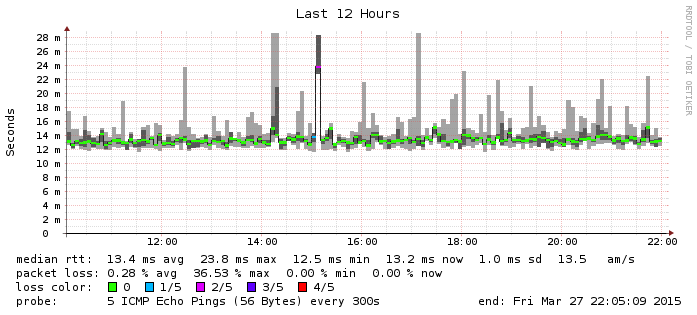 Last 12 Hours
RRDTOOL / TOBI OETIKER
Seconds
28 m
26 m
24 m
22 m
20 m
18 m
16 m
14 m
12 m
10 m
8 m
6 m
4 m
2 m
0
12:00 14:00 16:00 18:00 20:00 22:00
median rtt: 13.4 ms avg 23.8 ms max 12.5 ms min 13.2 ms now 1.0 ms sd 13.5 am/s
packet loss: 0.28 % avg 36.53 % max 0.00 % min 0.00 % now
loss color: 0 1/5 2/5 3/5 4/5
probe: 5 ICMP Echo Pings (56 Bytes) every 300s end: Fri Mar 27 22:05:09 2015